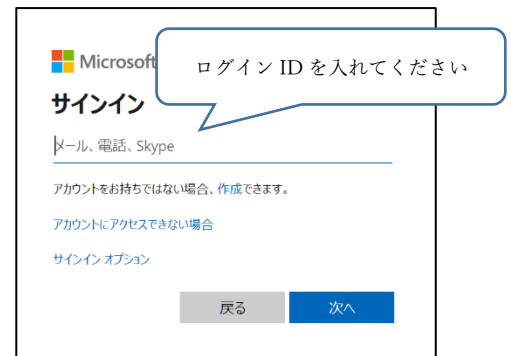 Microsoft
ログイン ID を入れてください
サインイン
メール、電話、Skype
アカウントをお持ちではない場合、作成できます。
アカウントにアクセスできない場合
サインイン オプション
戻る
次へ